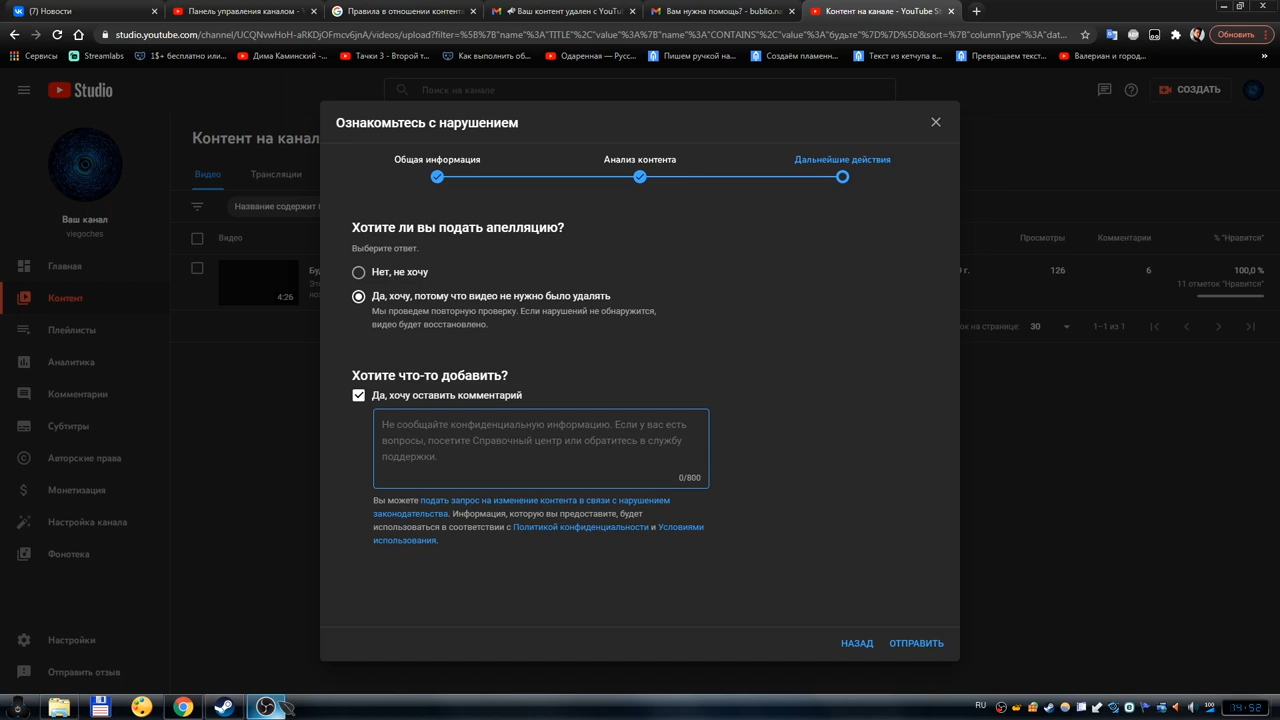 (7) Новости
Панель управления каналом -
Правила в отношении контент
Ваш контент удален с YouTu
Вам нужна помощь? - bublio.na
Контент на канале - YouTube St
studio.youtube.com/channel/UCQNvwHoH-aRKDjOFmcv6jnA/videos/upload?filter=%5B%7B"name"%3A"TITLE"%2C"value"%3A%7B"name"%3A"CONTAINS"%2C"value"%3A"будьте"%7D%7D%5D&sort=%7B"columnType"%3A"dat...
Обновить
Сервисы
Streamlabs
1$+ бесплатно или...
Дима Каминский -...
Тачки 3 - Второй т...
Как выполнить об...
Одаренная — Русс...
Пишем ручкой на...
Создаём пламенн...
Текст из кетчупа в...
Превращаем текст...
Валериан и город...
»
Studio
Поиск на канале
СОЗДАТЬ
Ваш канал
viegoches
Главная
Контент
Плейлисты
Аналитика
Комментарии
Субтитры
Авторские права
Монетизация
Настройка канала
Фонотека
Настройки
Отправить отзыв
Контент на канал
Видео
Трансляции
Название содержит
Видео
Просмотры
Комментарии
% "Нравится"
4:26
Бу
Это
ноз
9 г.
126
6
100,0 %
11 отметок "Нравится"
ок на странице:
30
1–1 из 1
Ознакомьтесь с нарушением
Общая информация
Анализ контента
Дальнейшие действия
Хотите ли вы подать апелляцию?
Выберите ответ.
Нет, не хочу
Да, хочу, потому что видео не нужно было удалять
Мы проведем повторную проверку. Если нарушений не обнаружится,
видео будет восстановлено.
Хотите что-то добавить?
Да, хочу оставить комментарий
Не сообщайте конфиденциальную информацию. Если у вас есть
вопросы, посетите Справочный центр или обратитесь в службу
поддержки.
0/800
Вы можете подать запрос на изменение контента в связи с нарушением
законодательства. Информация, которую вы предоставите, будет
использоваться в соответствии с Политикой конфиденциальности и Условиями
использования.
НАЗАД
ОТПРАВИТЬ
RU
100
14:52